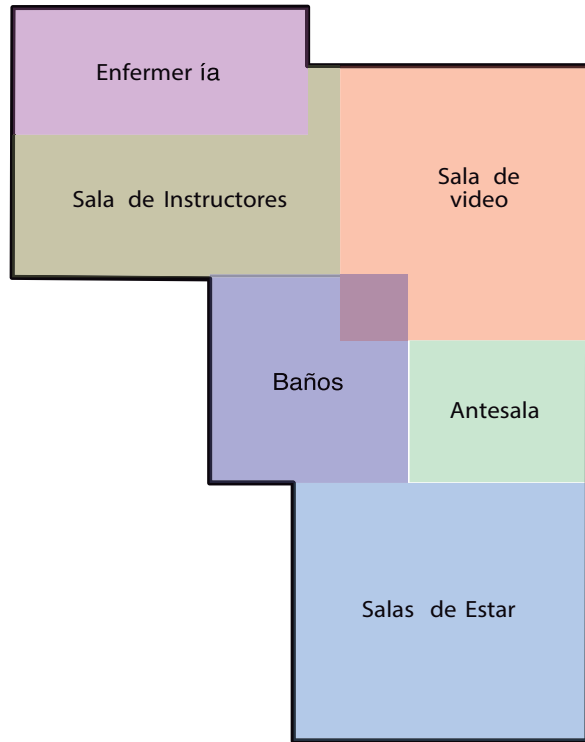 Enfermer ía
Sala de Instructores
Sala de
video
Baños
Antesala
Salas de Estar